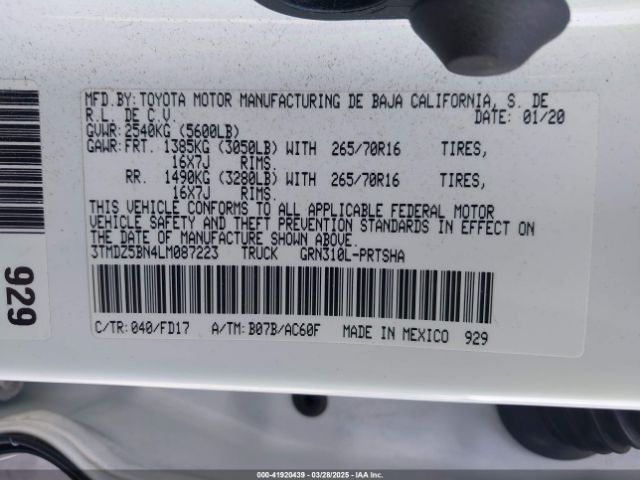 MFD.BY:TOYOTA MOTOR MANUFACTURING DE BAJA CALIFORNIA, S. DE
R.L. DE C.V. DATE: 01/20
GVWR:2540KG (5600LB)
GAWR:FRT. 1385KG (3050LB) WITH 265/70R16 TIRES,
16X7J RIMS.
RR. 1490KG (3280LB) WITH 265/70R16 TIRES,
16X7J RIMS.
THIS VEHICLE CONFORMS TO ALL APPLICABLE FEDERAL MOTOR
VEHICLE SAFETY AND THEFT PREVENTION STANDARDS IN EFFECT ON
THE DATE OF MANUFACTURE SHOWN ABOVE.
3TMDZ5BN4LM087223 TRUCK GRN310L-PRTSHA
C/TR:040/FD17 A/TM:B07B/AC60F MADE IN MEXICO 929
929
000-41920439 - 03/28/2025 - IAAI.COM